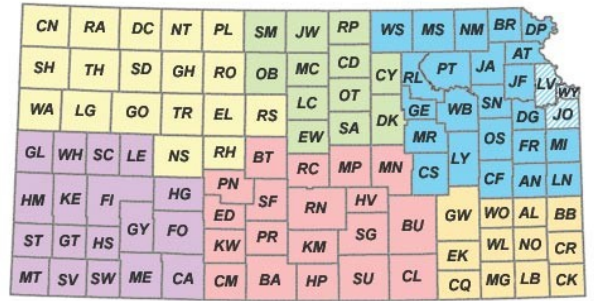 CN RA DC NT PL SM JW RP WS MS NM BR DP
SH TH SD GH RO OB MC CD CY RL PT JA AT JF LV WY
WA LG GO TR EL RS LC OT DK GE WB SN DG JO
GL WH SC LE NS RH BT EW SA MR LY OS FR MI
HM KE FI HG PN RC MP MN CS CF AN LN
ST GT HS GY FO ED SF RN HV BU GW WO AL BB
KW PR KM SG EK WL NO CR
MT SV SW ME CA CM BA HP SU CL CQ MG LB CK